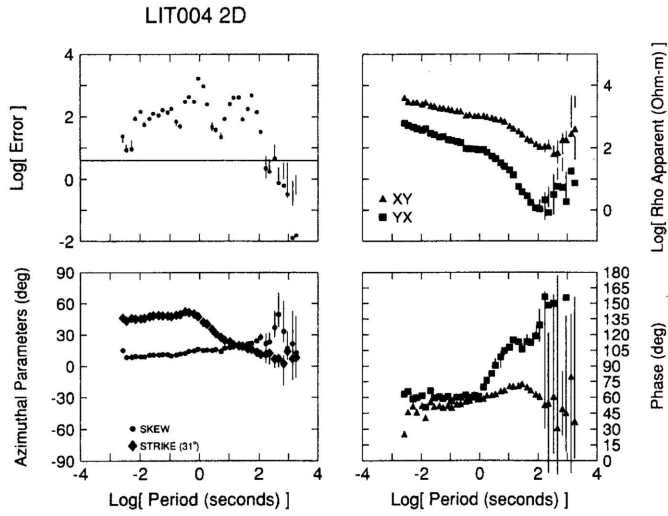 LIT004 2D
Log[ Error ]
4
2
0
-2
Log[ Rho Apparent (Ohm-m) ]
4
2
0
XY
YX
Azimuthal Parameters (deg)
90
60
30
0
-30
-60
-90
SKEW
STRIKE (31°)
-4 -2 0 2 4
Log[ Period (seconds) ]
Phase (deg)
180
165
150
135
120
105
90
75
60
45
30
15
0
-4 -2 0 2 4
Log[ Period (seconds) ]